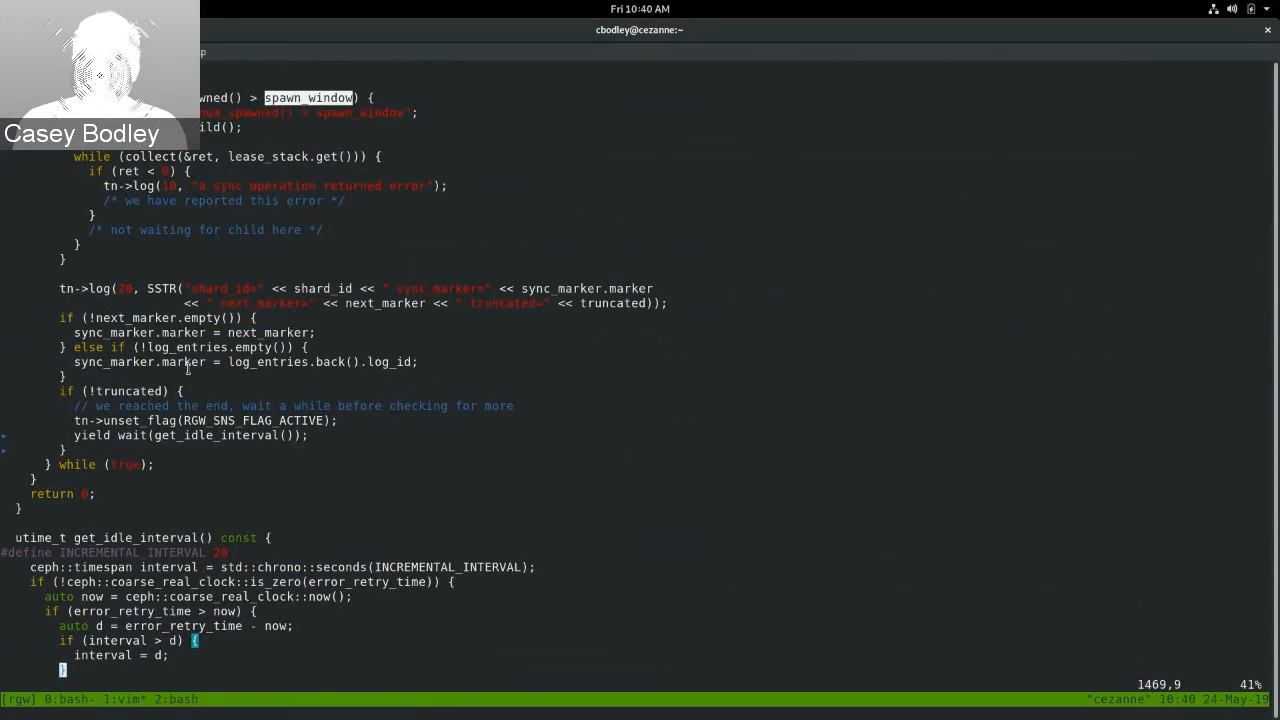 Fri 10:40 AM
cbodley@cezanne:~
p
wned() > spawn_window) {
num_spawned() > spawn_window";
ild();
Casey Bodley
while (collect(&ret, lease_stack.get())) {
if (ret < 0) {
tn->log(10, "a sync operation returned error");
/* we have reported this error */
}
/* not waiting for child here */
}
}
tn->log(20, SSTR("shard_id=" << shard_id << " sync_marker=" << sync_marker.marker
<< " next_marker=" << next_marker << " truncated=" << truncated));
if (!next_marker.empty()) {
sync_marker.marker = next_marker;
} else if (!log_entries.empty()) {
sync_marker.marker = log_entries.back().log_id;
}
if (!truncated) {
// we reached the end, wait a while before checking for more
tn->unset_flag(RGW_SNS_FLAG_ACTIVE);
yield wait(get_idle_interval());
}
} while (true);
}
return 0;
}
utime_t get_idle_interval() const {
#define INCREMENTAL_INTERVAL 20
ceph::timespan interval = std::chrono::seconds(INCREMENTAL_INTERVAL);
if (!ceph::coarse_real_clock::is_zero(error_retry_time)) {
auto now = ceph::coarse_real_clock::now();
if (error_retry_time > now) {
auto d = error_retry_time - now;
if (interval > d) {
interval = d;
}
1469,9 41%
[rgw] 0:bash- 1:vim* 2:bash "cezanne" 10:40 24-May-19